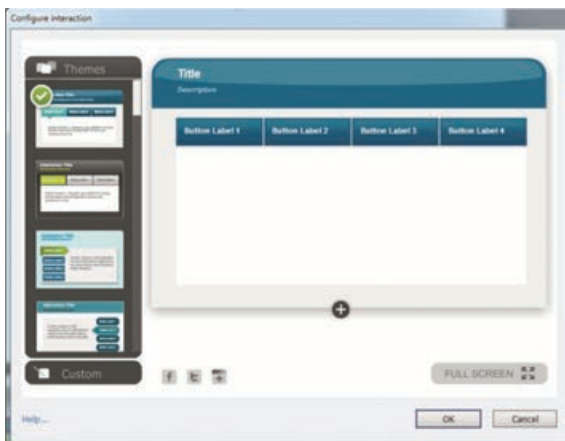 Configure interaction
Themes
Title
Description
Button Label 1 Button Label 2 Button Label 3 Button Label 4
Custom
FULL SCREEN
Help...
OK Cancel